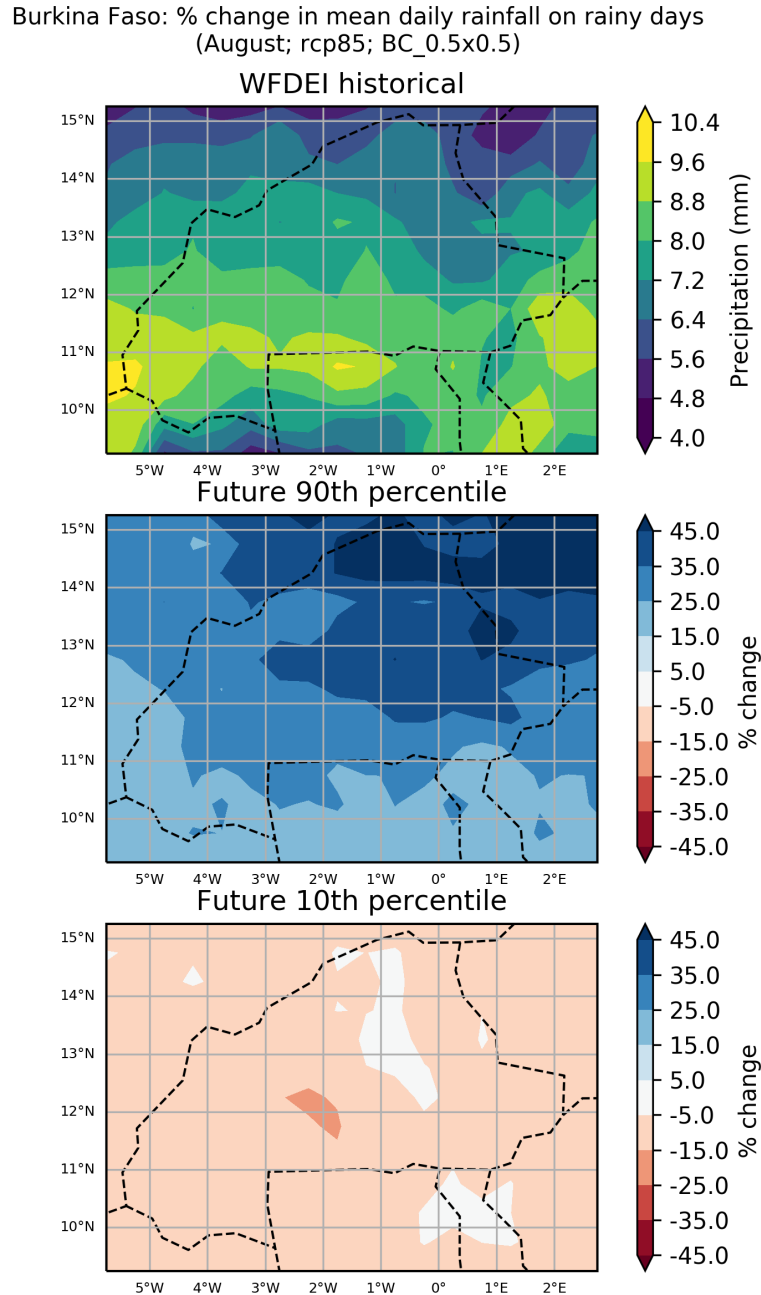 Burkina Faso: % change in mean daily rainfall on rainy days
(August; rcp85; BC_0.5x0.5)
WFDEI historical
15°N
14°N
13°N
12°N
11°N
10°N
5°W 4°W 3°W 2°W 1°W 0° 1°E 2°E
10.4
9.6
8.8
8.0
7.2
6.4
5.6
4.8
4.0
Precipitation (mm)
Future 90th percentile
15°N
14°N
13°N
12°N
11°N
10°N
5°W 4°W 3°W 2°W 1°W 0° 1°E 2°E
45.0
35.0
25.0
15.0
5.0
-5.0
-15.0
-25.0
-35.0
-45.0
% change
Future 10th percentile
15°N
14°N
13°N
12°N
11°N
10°N
5°W 4°W 3°W 2°W 1°W 0° 1°E 2°E
45.0
35.0
25.0
15.0
5.0
-5.0
-15.0
-25.0
-35.0
-45.0
% change